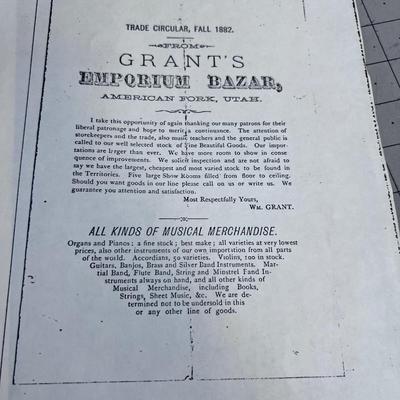 TRADE CIRCULAR, FALL 1882.
FROM
GRANT'S
EMPORIUM BAZAR,
AMERICAN FORK, UTAH.
I take this opportunity of again thanking our many patrons for their
liberal patronage and hope to merit a continuance. The attention of
storekeepers and the trade, also music teachers and the general public is
called to our well selected stock of Fine Beautiful Goods. Our impor-
tations are larger than ever. We have more room to show in conse
quence of improvements. We solicit inspection and are not afraid to
say we have the largest, cheapest and most varied stock to be found in
the Territories. Five large Show Rooms filled from floor to ceiling.
Should you want goods in our line please call on us or write us. We
guarantee you attention and satisfaction.
Most Respectfully Yours,
WM. GRANT.
ALL KINDS OF MUSICAL MERCHANDISE.
Organs and Pianos: a fine stock; best make; all varieties at very lowest
prices, also other instruments of our own importation from all parts
of the world. Accordians, 50 varieties. Violins, 100 in stock.
Guitars, Banjos, Brass and Silver Band Instruments. Mar-
tial Band, Flute Band, String and Minstrel Band In-
struments always on hand, and all other kinds of
Musical Merchandise, including Books,
Strings, Sheet Music, &c. We are de-
termined not to be undersold in this
or any other line of goods.